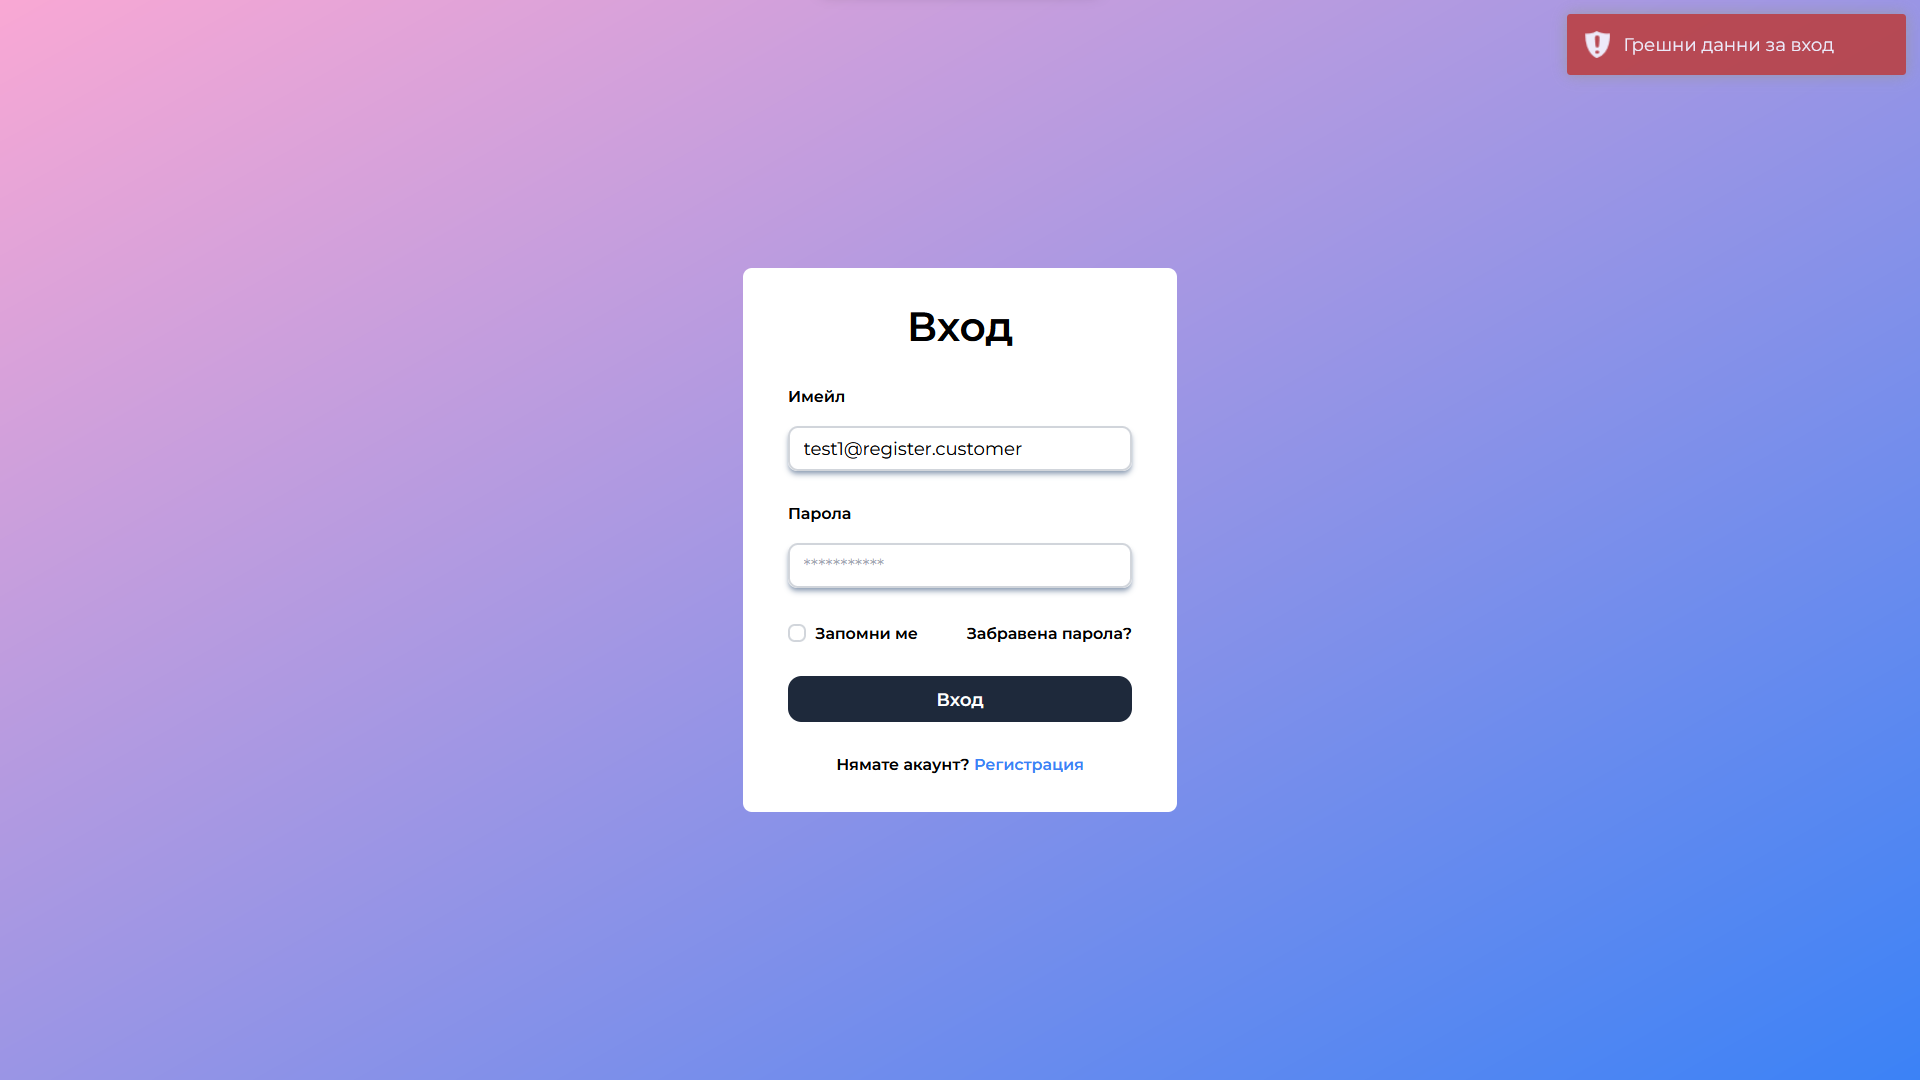 Грешни данни за вход
Вход
Имейл
test1@register.customer
Парола
***********
Запомни ме
Забравена парола?
Вход
Нямате акаунт? Регистрация